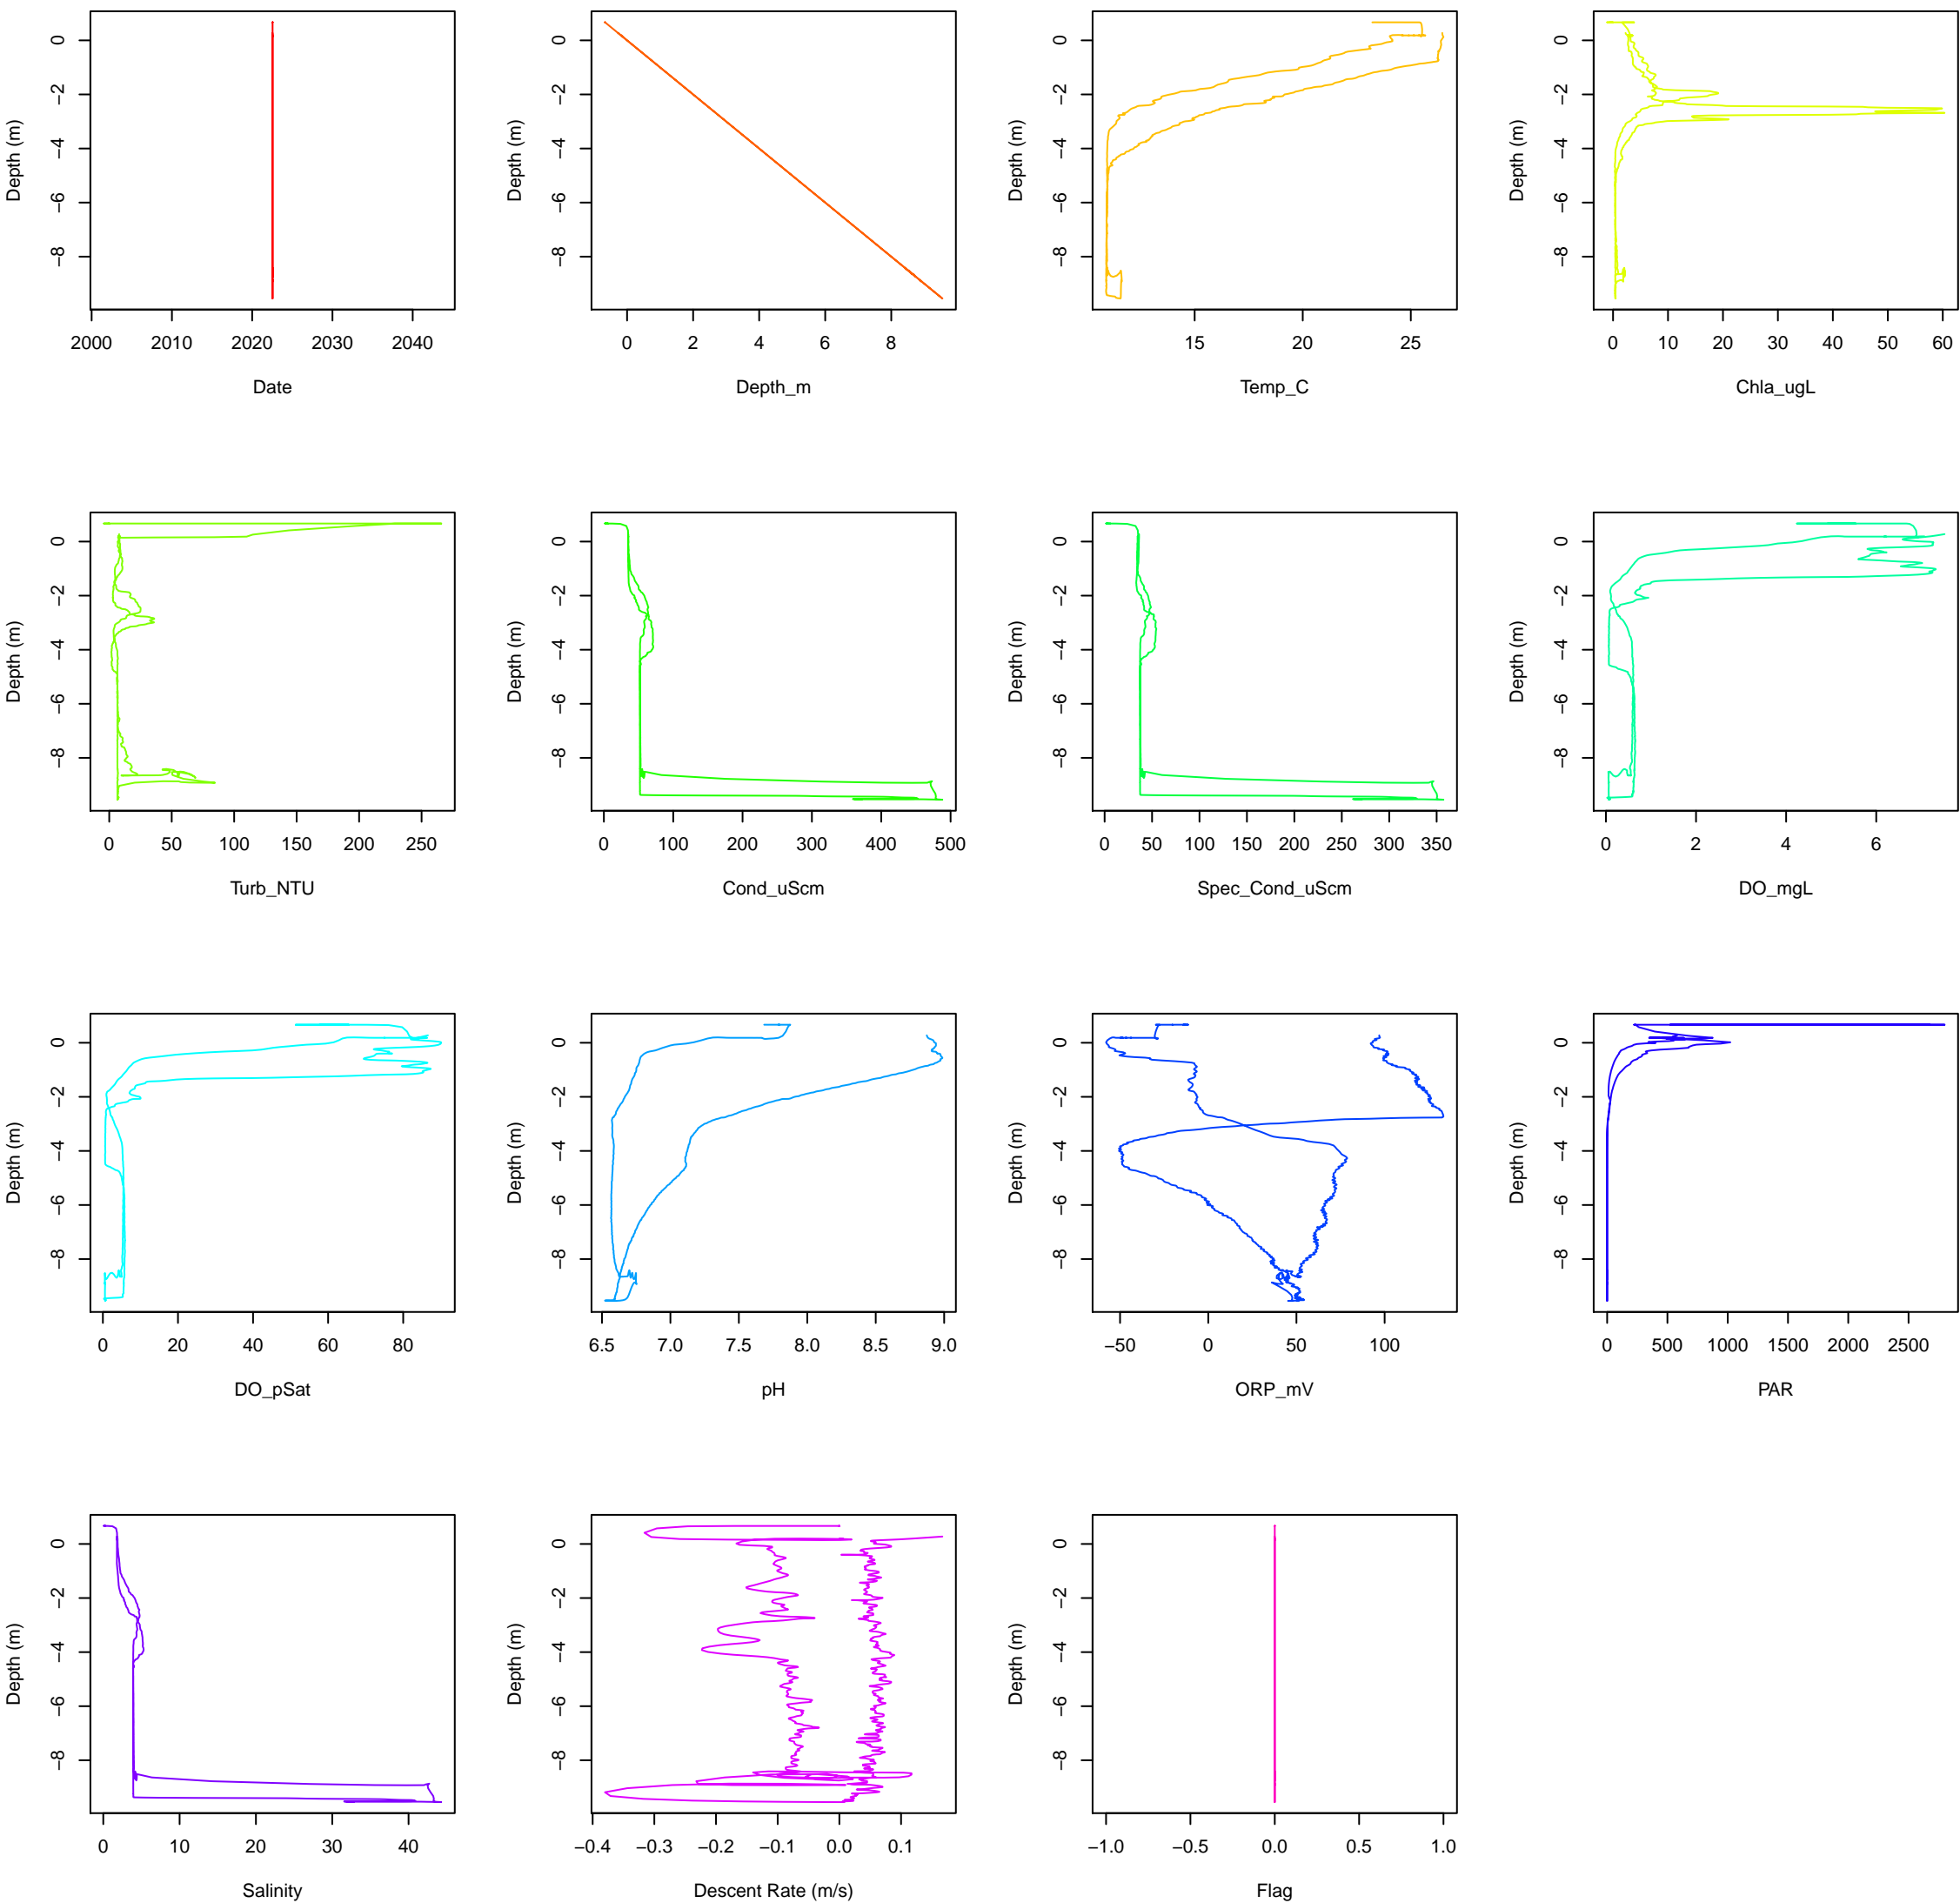 Depth (m)
0
−2
−4
−6
−8
2000 2010 2020 2030 2040
Date
Depth (m)
0
−2
−4
−6
−8
0 2 4 6 8
Depth_m
Depth (m)
0
−2
−4
−6
−8
15 20 25
Temp_C
Depth (m)
0
−2
−4
−6
−8
0 10 20 30 40 50 60
Chla_ugL
Depth (m)
0
−2
−4
−6
−8
0 50 100 150 200 250
Turb_NTU
Depth (m)
0
−2
−4
−6
−8
0 100 200 300 400 500
Cond_uScm
Depth (m)
0
−2
−4
−6
−8
0 50 100 150 200 250 300 350
Spec_Cond_uScm
Depth (m)
0
−2
−4
−6
−8
0 2 4 6
DO_mgL
Depth (m)
0
−2
−4
−6
−8
0 20 40 60 80
DO_pSat
Depth (m)
0
−2
−4
−6
−8
6.5 7.0 7.5 8.0 8.5 9.0
pH
Depth (m)
0
−2
−4
−6
−8
−50 0 50 100
ORP_mV
Depth (m)
0
−2
−4
−6
−8
0 500 1000 1500 2000 2500
PAR
Depth (m)
0
−2
−4
−6
−8
0 10 20 30 40
Salinity
Depth (m)
0
−2
−4
−6
−8
−0.4 −0.3 −0.2 −0.1 0.0 0.1
Descent Rate (m/s)
Depth (m)
0
−2
−4
−6
−8
−1.0 −0.5 0.0 0.5 1.0
Flag